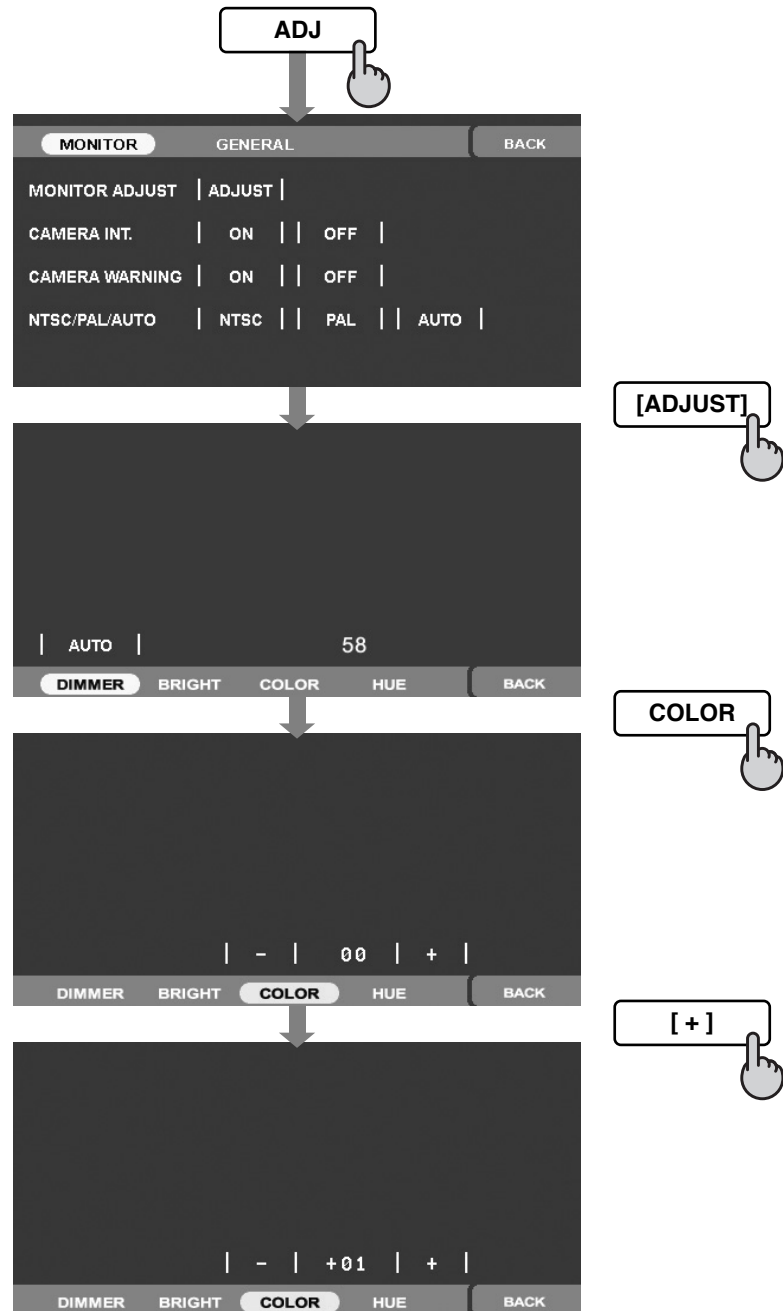 ADJ
MONITOR GENERAL BACK
MONITOR ADJUST | ADJUST |
CAMERA INT. | ON | | OFF |
CAMERA WARNING | ON | | OFF |
NTSC/PAL/AUTO | NTSC | | PAL | | AUTO |
[ADJUST]
| AUTO | 58
DIMMER BRIGHT COLOR HUE BACK
COLOR
| - | 00 | + |
DIMMER BRIGHT COLOR HUE BACK
[ + ]
| - | +01 | + |
DIMMER BRIGHT COLOR HUE BACK